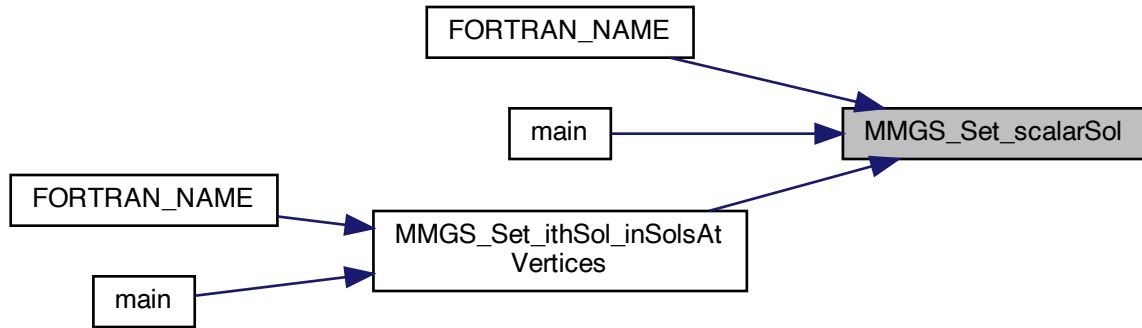 FORTRAN_NAME
main
MMGS_Set_scalarSol
FORTRAN_NAME
MMGS_Set_ithSol_inSolsAt
Vertices
main